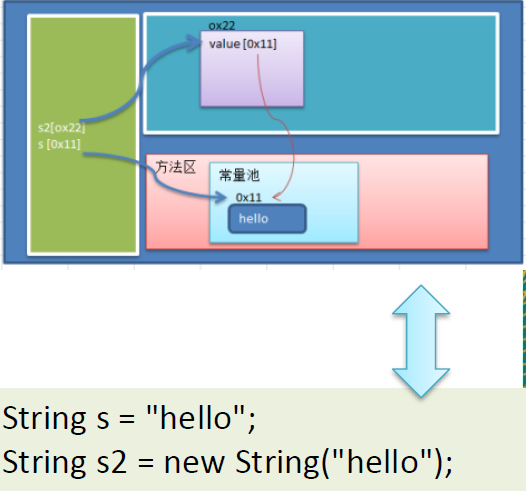 ox22
value [0x11]
s2[ox22]
s [0x11]
方法区
常量池
0x11
hello
String s = "hello";
String s2 = new String("hello");